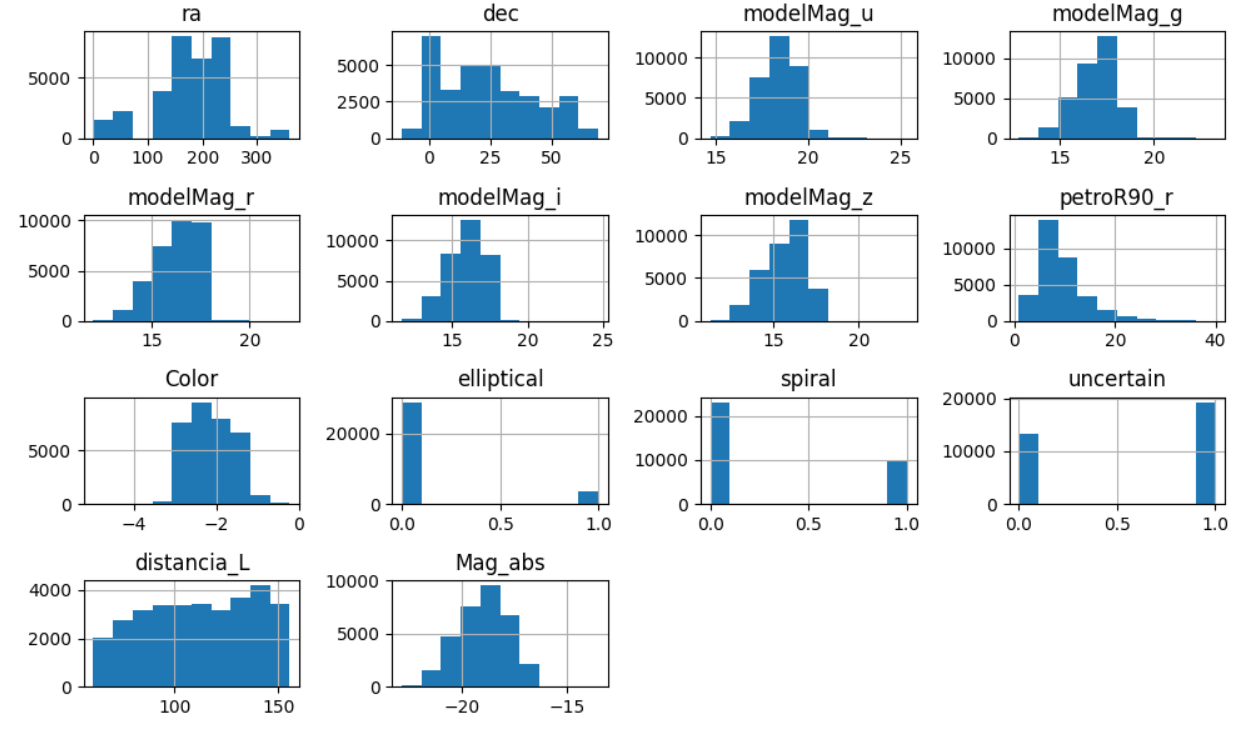 ra dec modelMag_u modelMag_g
5000 0 0 100 200 300
5000 2500 0 0 25 50
10000 5000 0 15 20 25
10000 5000 0 15 20
modelMag_r modelMag_i modelMag_z petroR90_r
10000 5000 0 15 20
10000 5000 0 15 20 25
10000 5000 0 15 20
10000 5000 0 0 20 40
Color elliptical spiral uncertain
5000 0 −4 −2 0
20000 0 0.0 0.5 1.0
20000 10000 0 0.0 0.5 1.0
20000 10000 0 0.0 0.5 1.0
distancia_L Mag_abs
4000 2000 0 100 150
10000 5000 0 −20 −15